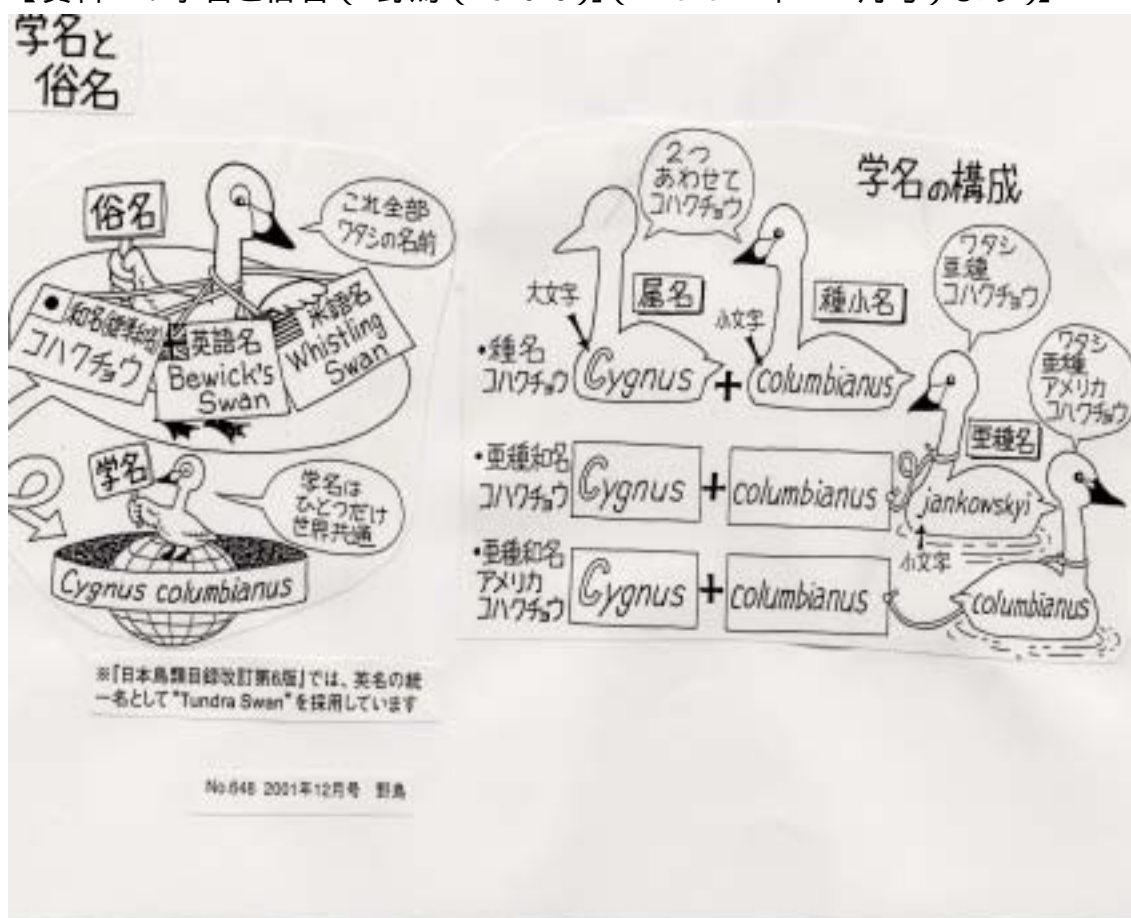 学名と
俗名
俗名
これ全部
ワタシの名前
和名(標準和名)
コハクチョウ
英語名
Bewick's
Swan
米語名
Whistling
Swan
学名
学名は
ひとつだけ
世界共通
Cygnus columbianus
※『日本鳥類目録改訂第6版』では、英名の統
一名として"Tundra Swan"を採用しています
No.648 2001年12月号 野鳥
学名の構成
2つ
あわせて
コハクチョウ
大文字
属名
小文字
種小名
・種名
コハクチョウ
Cygnus + columbianus
ワタシ
亜種
コハクチョウ
・亜種和名
コハクチョウ
Cygnus + columbianus
亜種名
jankowskyi
小文字
ワタシ
亜種
アメリカ
コハクチョウ
・亜種和名
アメリカ
コハクチョウ
Cygnus + columbianus
columbianus